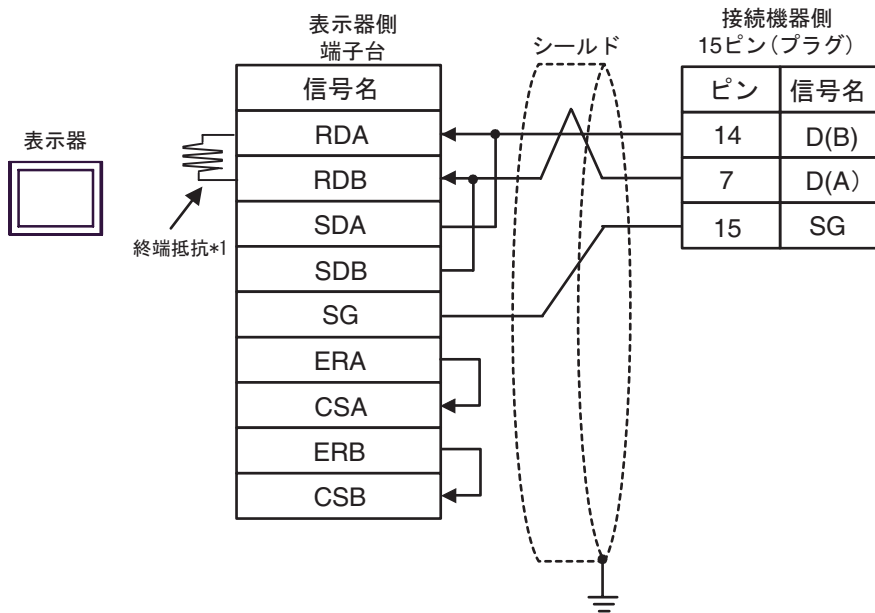 表示器側
端子台
シールド
接続機器側
15ピン(プラグ)
信号名
ピン 信号名
表示器
RDA
14 D(B)
RDB
7 D(A)
SDA
15 SG
終端抵抗*1
SDB
SG
ERA
CSA
ERB
CSB